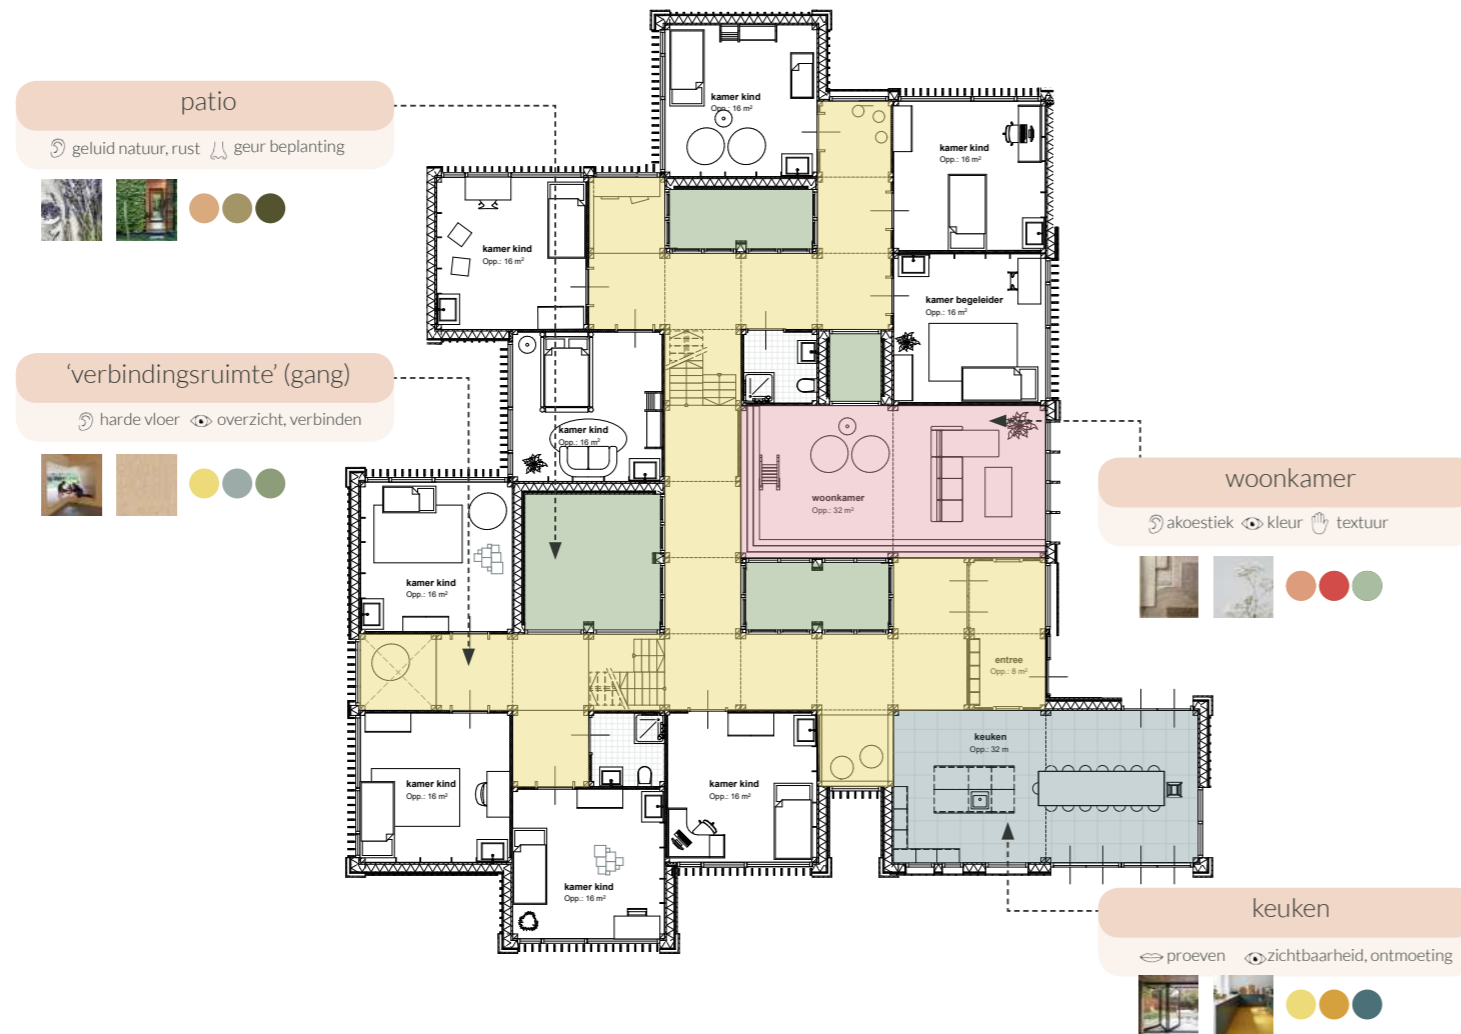 patio
geluid natuur, rust geur beplanting
'verbindingsruimte' (gang)
harde vloer overzicht, verbinden
kamer kind
Opp.: 16 m²
kamer kind
Opp.: 16 m²
kamer kind
Opp.: 16 m²
kamer begeleider
Opp.: 16 m²
kamer kind
Opp.: 16 m²
woonkamer
Opp.: 32 m²
kamer kind
Opp.: 16 m²
entree
Opp.: 8 m²
keuken
Opp.: 32 m
kamer kind
Opp.: 16 m²
kamer kind
Opp.: 16 m²
kamer kind
Opp.: 16 m²
woonkamer
akoestiek kleur textuur
keuken
proeven zichtbaarheid, ontmoeting